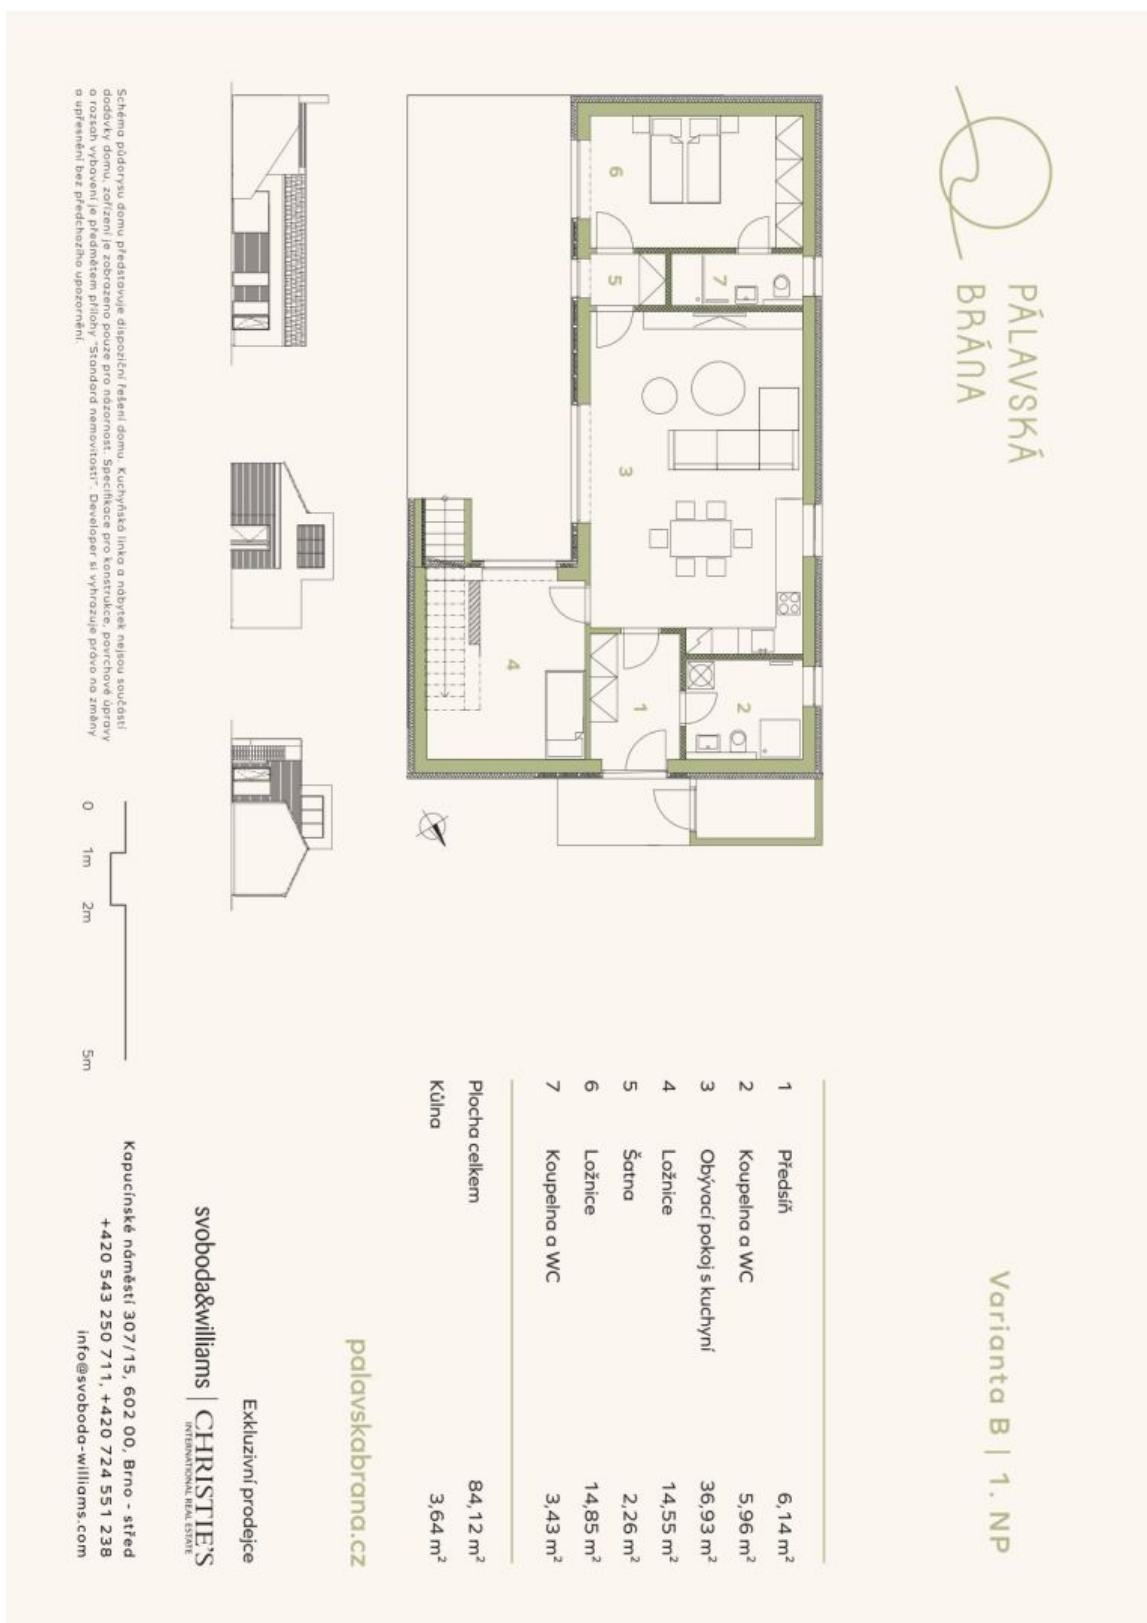 PÁLAVSKÁ
BRÁNA
Varianta B | 1. NP
6
7
5
3
4
1
2
1 Předsíň 6,14 m²
2 Koupelna a WC 5,96 m²
3 Obývací pokoj s kuchyní 36,93 m²
4 Ložnice 14,55 m²
5 Šatna 2,26 m²
6 Ložnice 14,85 m²
7 Koupelna a WC 3,43 m²
Plocha celkem 84,12 m²
Kůlna 3,64 m²
palavskabrana.cz
Schéma půdorysu domu představuje dispoziční řešení domu. Kuchyňská linka a nábytek nejsou součástí
dodávky domu, zařízení je zobrazeno pouze pro názornost. Specifikace pro konstrukce, povrchové úpravy
a rozsah vybavení je předmětem přílohy "Standard nemovitosti". Developer si vyhrazuje právo na změny
a upřesnění bez předchozího upozornění.
0 1m 2m 5m
Exkluzivní prodejce
svoboda&williams | CHRISTIE'S
INTERNATIONAL REAL ESTATE
Kapucínské náměstí 307/15, 602 00, Brno - střed
+420 543 250 711, +420 724 551 238
info@svoboda-williams.com